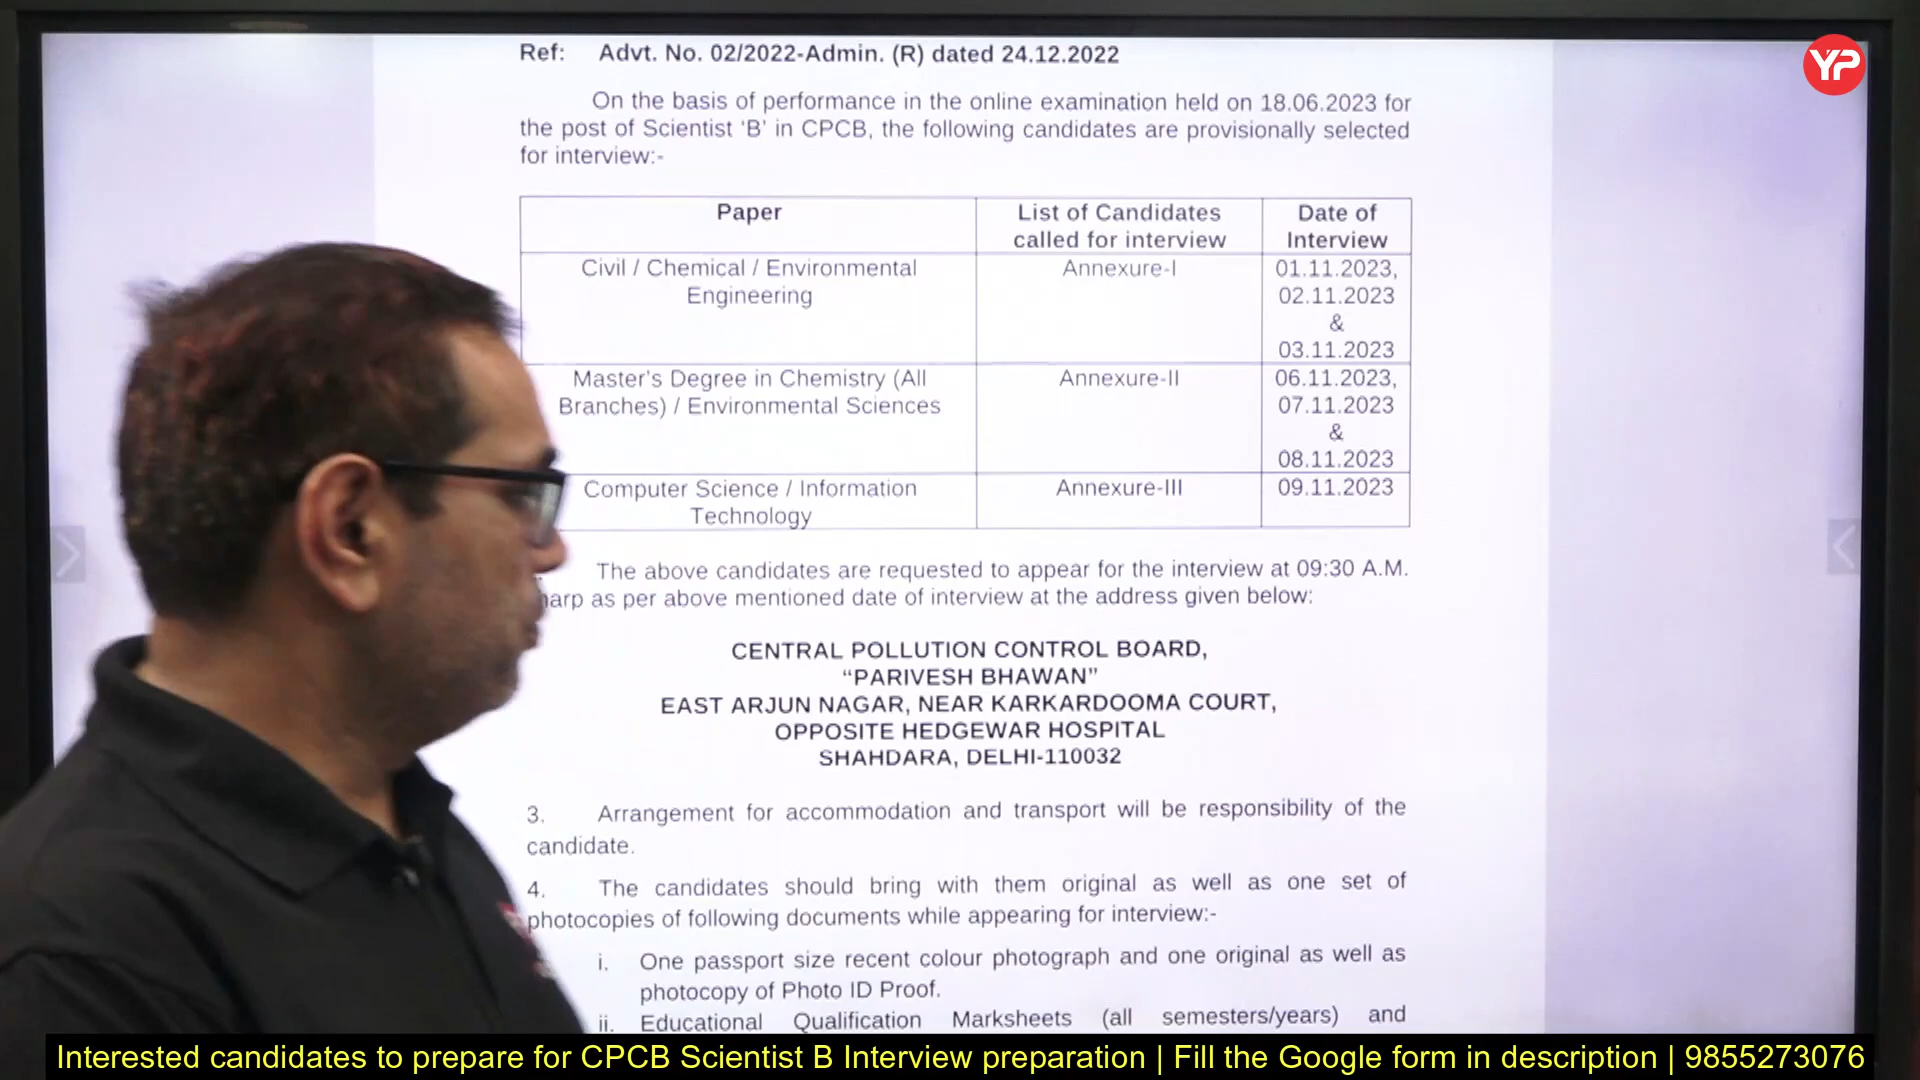 YP
Ref: Advt. No. 02/2022-Admin. (R) dated 24.12.2022
On the basis of performance in the online examination held on 18.06.2023 for
the post of Scientist 'B' in CPCB, the following candidates are provisionally selected
for interview:-
Paper
List of Candidates
called for interview
Date of
Interview
Civil / Chemical / Environmental
Engineering
Annexure-I
01.11.2023,
02.11.2023
&
03.11.2023
Master's Degree in Chemistry (All
Branches) / Environmental Sciences
Annexure-II
06.11.2023,
07.11.2023
&
08.11.2023
Computer Science / Information
Technology
Annexure-III
09.11.2023
The above candidates are requested to appear for the interview at 09:30 A.M.
as per above mentioned date of interview at the address given below:
CENTRAL POLLUTION CONTROL BOARD,
"PARIVESH BHAWAN"
EAST ARJUN NAGAR, NEAR KARKARDOOMA COURT,
OPPOSITE HEDGEWAR HOSPITAL
SHAHDARA, DELHI-110032
3. Arrangement for accommodation and transport will be responsibility of the
candidate.
4. The candidates should bring with them original as well as one set of
photocopies of following documents while appearing for interview:-
i. One passport size recent colour photograph and one original as well as
photocopy of Photo ID Proof.
ii. Educational Qualification Marksheets (all semesters/years) and
Interested candidates to prepare for CPCB Scientist B Interview preparation | Fill the Google form in description | 9855273076